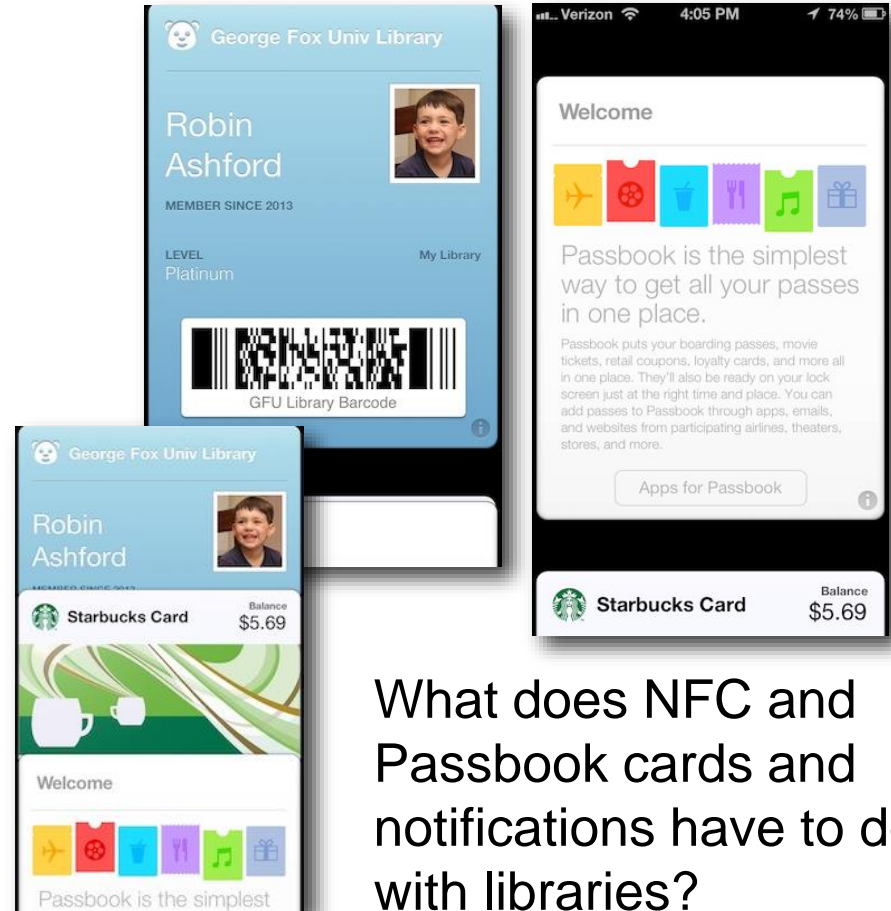 George Fox Univ Library
Robin
Ashford
MEMBER SINCE 2013
LEVEL
My Library
Platinum
GFU Library Barcode
Verizon 4:05 PM 74%
Welcome
Passbook is the simplest
way to get all your passes
in one place.
Passbook puts your boarding passes, movie
tickets, retail coupons, loyalty cards, and more all
in one place. They'll also be ready on your lock
screen just at the right time and place. You can
add passes to Passbook through apps, emails,
and websites from participating airlines, theaters,
stores, and more.
Apps for Passbook
Starbucks Card
Balance
$5.69
George Fox Univ Library
Robin
Ashford
MEMBER SINCE 2013
Starbucks Card
Balance
$5.69
Welcome
Passbook is the simplest
What does NFC and
Passbook cards and
notifications have to d
with libraries?